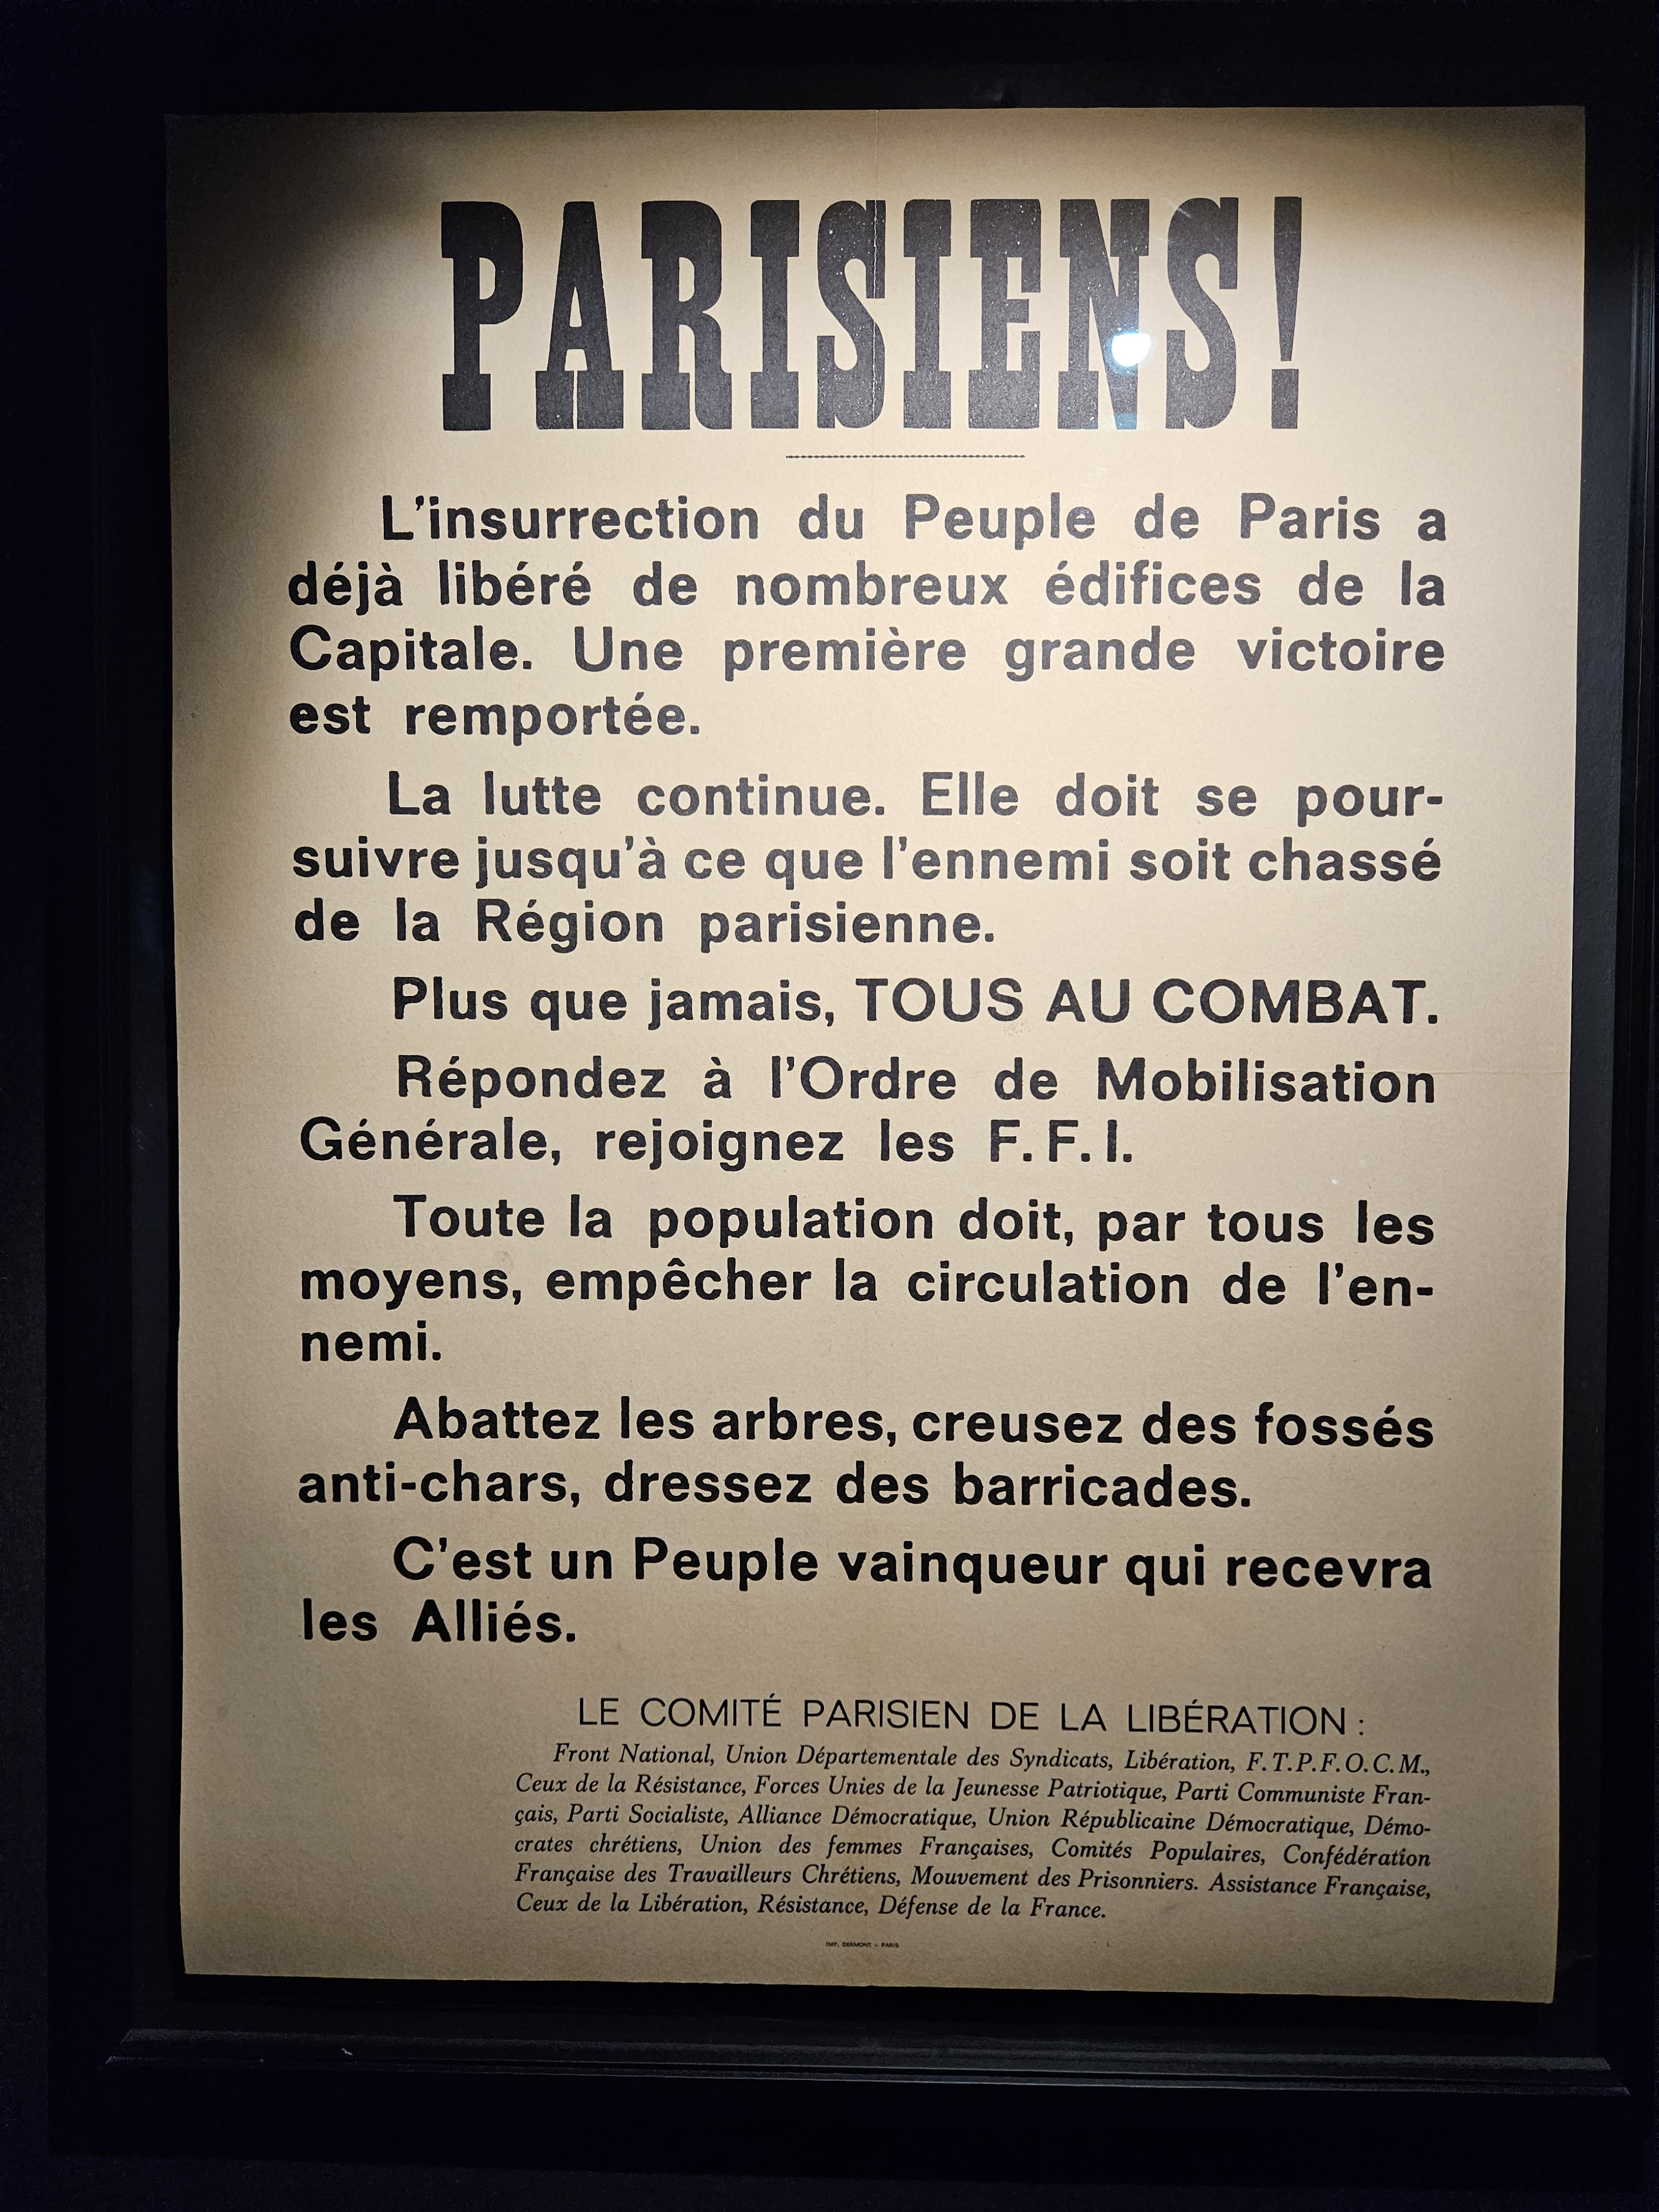 PARISIENS!
L'insurrection du Peuple de Paris a
déjà libéré de nombreux édifices de la
Capitale. Une première grande victoire
est remportée.
La lutte continue. Elle doit se pour-
suivre jusqu'à ce que l'ennemi soit chassé
de la Région parisienne.
Plus que jamais, TOUS AU COMBAT.
Répondez à l'Ordre de Mobilisation
Générale, rejoignez les F.F.I.
Toute la population doit, par tous les
moyens, empêcher la circulation de l'en-
nemi.
Abattez les arbres, creusez des fossés
anti-chars, dressez des barricades.
C'est un Peuple vainqueur qui recevra
les Alliés.
LE COMITÉ PARISIEN DE LA LIBÉRATION :
Front National, Union Départementale des Syndicats, Libération, F.T.P.F.O.C.M.,
Ceux de la Résistance, Forces Unies de la Jeunesse Patriotique, Parti Communiste Fran-
çais, Parti Socialiste, Alliance Démocratique, Union Républicaine Démocratique, Démo-
crates chrétiens, Union des femmes Françaises, Comités Populaires, Confédération
Française des Travailleurs Chrétiens, Mouvement des Prisonniers. Assistance Française,
Ceux de la Libération, Résistance, Défense de la France.
IMP. DERMONT - PARIS